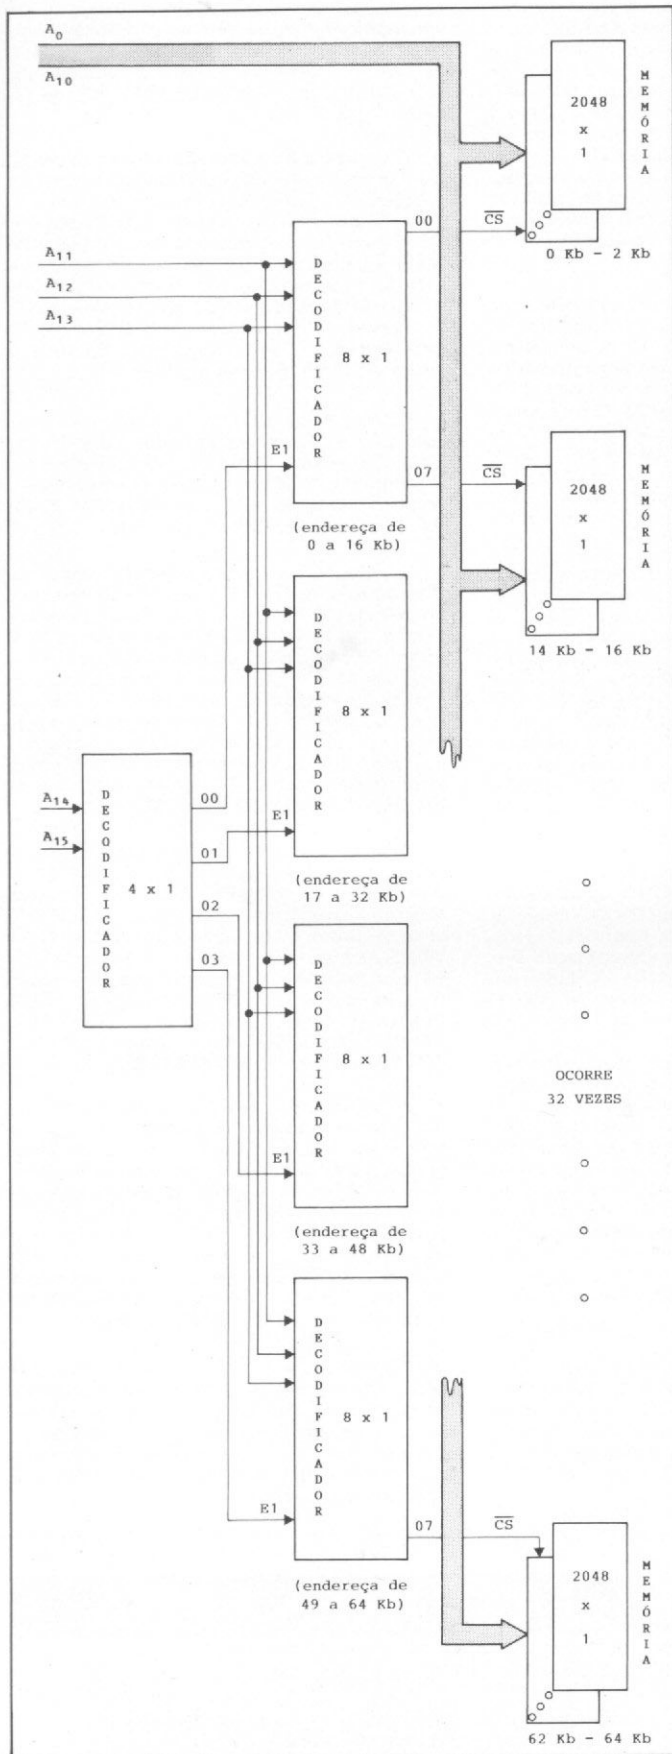 A0
A10
2048
x
1
MEMÓRIA
00
CS
0 Kb - 2 Kb
A11
A12
A13
DECODIFICADOR
8 x 1
E1
07
CS
(endereça de
0 a 16 Kb)
2048
x
1
MEMÓRIA
14 Kb - 16 Kb
DECODIFICADOR
8 x 1
E1
(endereça de
17 a 32 Kb)
A14
A15
DECODIFICADOR
4 x 1
00
01
02
03
DECODIFICADOR
8 x 1
E1
(endereça de
33 a 48 Kb)
OCORRE
32 VEZES
DECODIFICADOR
8 x 1
E1
07
CS
(endereça de
49 a 64 Kb)
2048
x
1
MEMÓRIA
62 Kb - 64 Kb